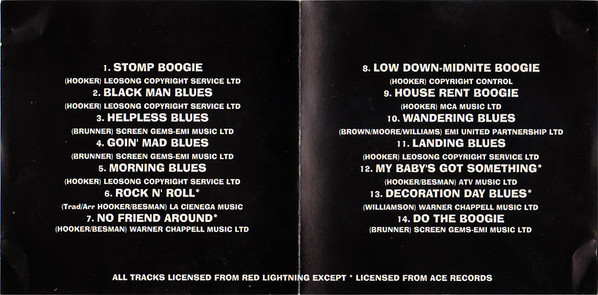 1. STOMP BOOGIE
(HOOKER) LEOSONG COPYRIGHT SERVICE LTD
2. BLACK MAN BLUES
(HOOKER) LEOSONG COPYRIGHT SERVICE LTD
3. HELPLESS BLUES
(BRUNNER) SCREEN GEMS-EMI MUSIC LTD
4. GOIN' MAD BLUES
(BRUNNER) SCREEN GEMS-EMI MUSIC LTD
5. MORNING BLUES
(HOOKER) LEOSONG COPYRIGHT SERVICE LTD
6. ROCK N' ROLL*
(Trad/Arr HOOKER/BESMAN) LA CIENEGA MUSIC
7. NO FRIEND AROUND*
(HOOKER/BESMAN) WARNER CHAPPELL MUSIC LTD
8. LOW DOWN-MIDNITE BOOGIE
(HOOKER) COPYRIGHT CONTROL
9. HOUSE RENT BOOGIE
(HOOKER) MCA MUSIC LTD
10. WANDERING BLUES
(BROWN/MOORE/WILLIAMS) EMI UNITED PARTNERSHIP LTD
11. LANDING BLUES
(HOOKER) LEOSONG COPYRIGHT SERVICE LTD
12. MY BABY'S GOT SOMETHING*
(HOOKER/BESMAN) ATV MUSIC LTD
13. DECORATION DAY BLUES*
(WILLIAMSON) WARNER CHAPPELL MUSIC LTD
14. DO THE BOOGIE
(BRUNNER) SCREEN GEMS-EMI MUSIC LTD
ALL TRACKS LICENSED FROM RED LIGHTNING EXCEPT * LICENSED FROM ACE RECORDS